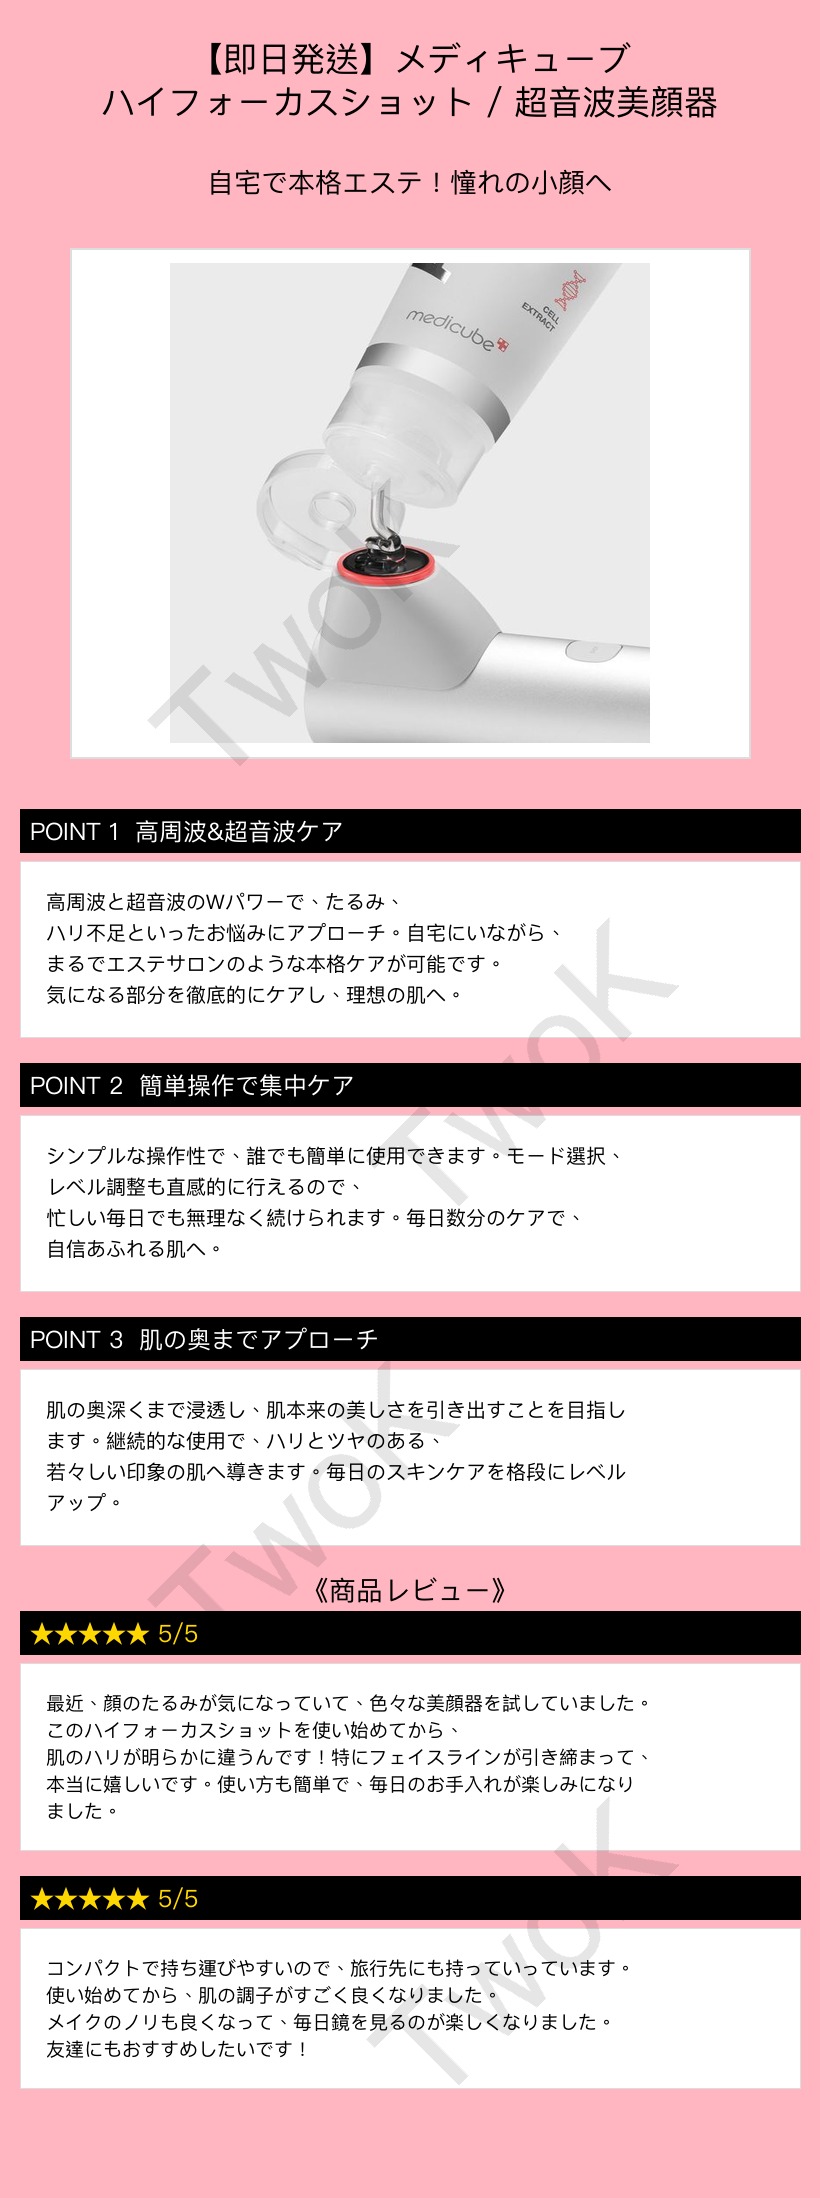 【即日発送】メディキューブ
ハイフォーカスショット / 超音波美顔器
自宅で本格エステ！憧れの小顔へ
CELL
EXTRACT
medicube
TwoK
POINT 1 高周波&超音波ケア
高周波と超音波のWパワーで、たるみ、
ハリ不足といったお悩みにアプローチ。自宅にいながら、
まるでエステサロンのような本格ケアが可能です。
気になる部分を徹底的にケアし、理想の肌へ。
TwoK
POINT 2 簡単操作で集中ケア
シンプルな操作性で、誰でも簡単に使用できます。モード選択、
レベル調整も直感的に行えるので、
忙しい毎日でも無理なく続けられます。毎日数分のケアで、
自信あふれる肌へ。
POINT 3 肌の奥までアプローチ
肌の奥深くまで浸透し、肌本来の美しさを引き出すことを目指し
ます。継続的な使用で、ハリとツヤのある、
若々しい印象の肌へ導きます。毎日のスキンケアを格段にレベル
アップ。
TwoK
《商品レビュー》
★★★★★ 5/5
最近、顔のたるみが気になっていて、色々な美顔器を試していました。
このハイフォーカスショットを使い始めてから、
肌のハリが明らかに違うんです！特にフェイスラインが引き締まって、
本当に嬉しいです。使い方も簡単で、毎日のお手入れが楽しみになり
ました。
★★★★★ 5/5
コンパクトで持ち運びやすいので、旅行先にも持っていっています。
使い始めてから、肌の調子がすごく良くなりました。
メイクのノリも良くなって、毎日鏡を見るのが楽しくなりました。
友達にもおすすめしたいです！
TwoK